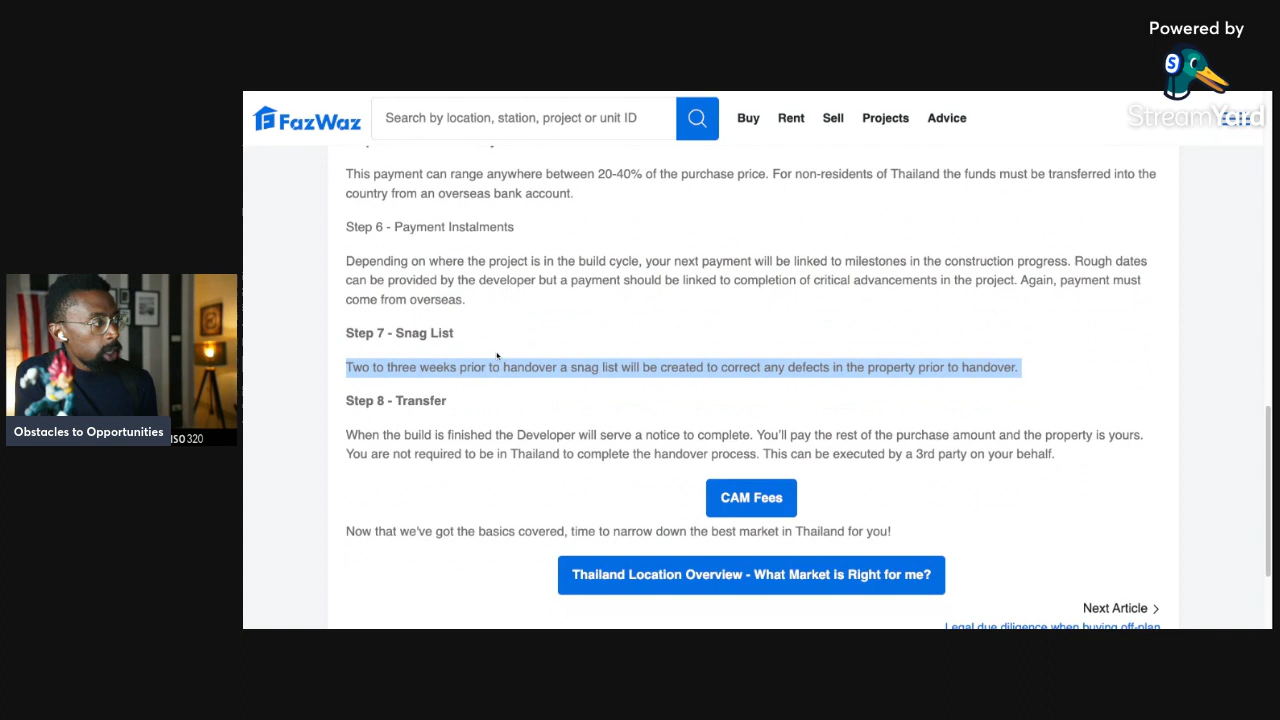 Powered by
S
StreamYard
FazWaz
Search by location, station, project or unit ID
Buy
Rent
Sell
Projects
Advice
This payment can range anywhere between 20-40% of the purchase price. For non-residents of Thailand the funds must be transferred into the
country from an overseas bank account.
Step 6 - Payment Instalments
Depending on where the project is in the build cycle, your next payment will be linked to milestones in the construction progress. Rough dates
can be provided by the developer but a payment should be linked to completion of critical advancements in the project. Again, payment must
come from overseas.
Step 7 - Snag List
Two to three weeks prior to handover a snag list will be created to correct any defects in the property prior to handover.
Step 8 - Transfer
When the build is finished the Developer will serve a notice to complete. You'll pay the rest of the purchase amount and the property is yours.
You are not required to be in Thailand to complete the handover process. This can be executed by a 3rd party on your behalf.
CAM Fees
Now that we've got the basics covered, time to narrow down the best market in Thailand for you!
Thailand Location Overview - What Market is Right for me?
Next Article >
Legal due diligence when buying off-plan
Obstacles to Opportunities
ISO 320